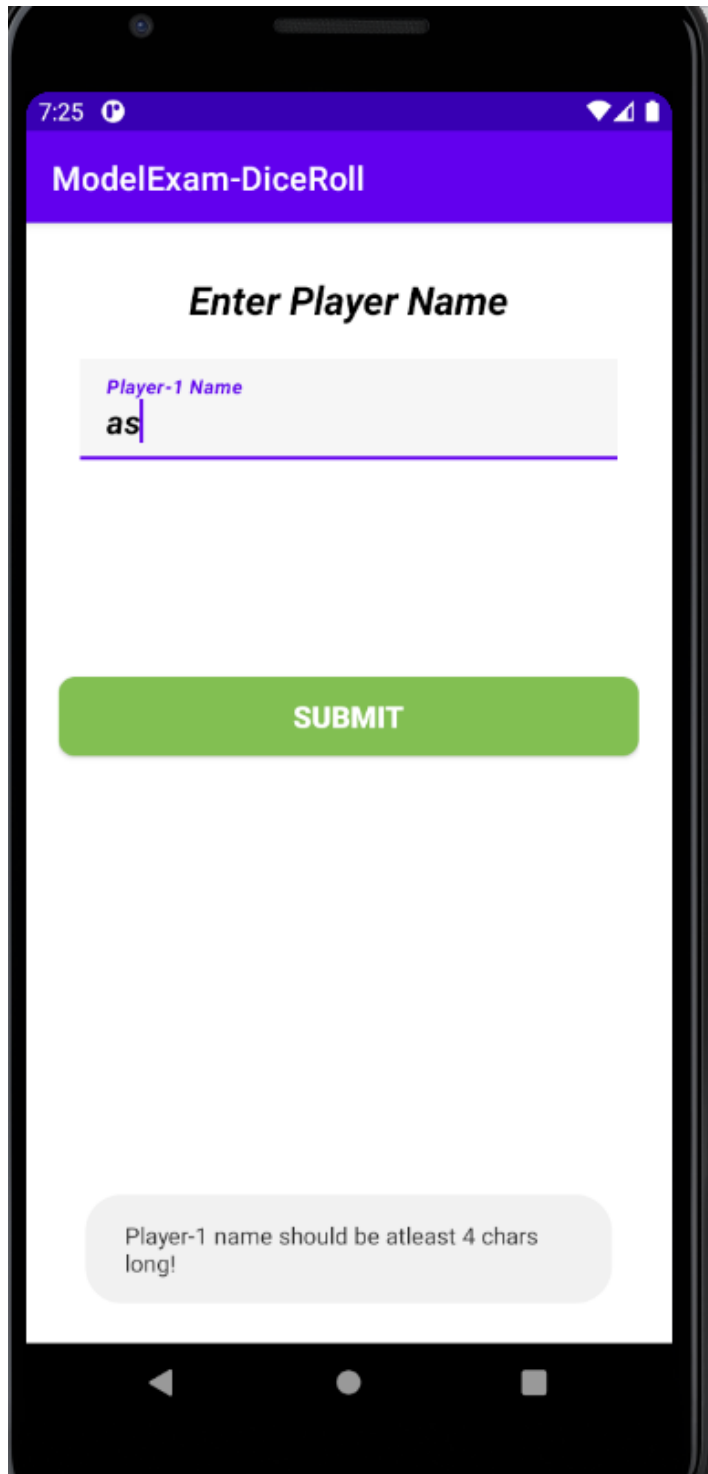 7:25
ModelExam-DiceRoll
Enter Player Name
Player-1 Name
as
SUBMIT
Player-1 name should be atleast 4 chars
long!